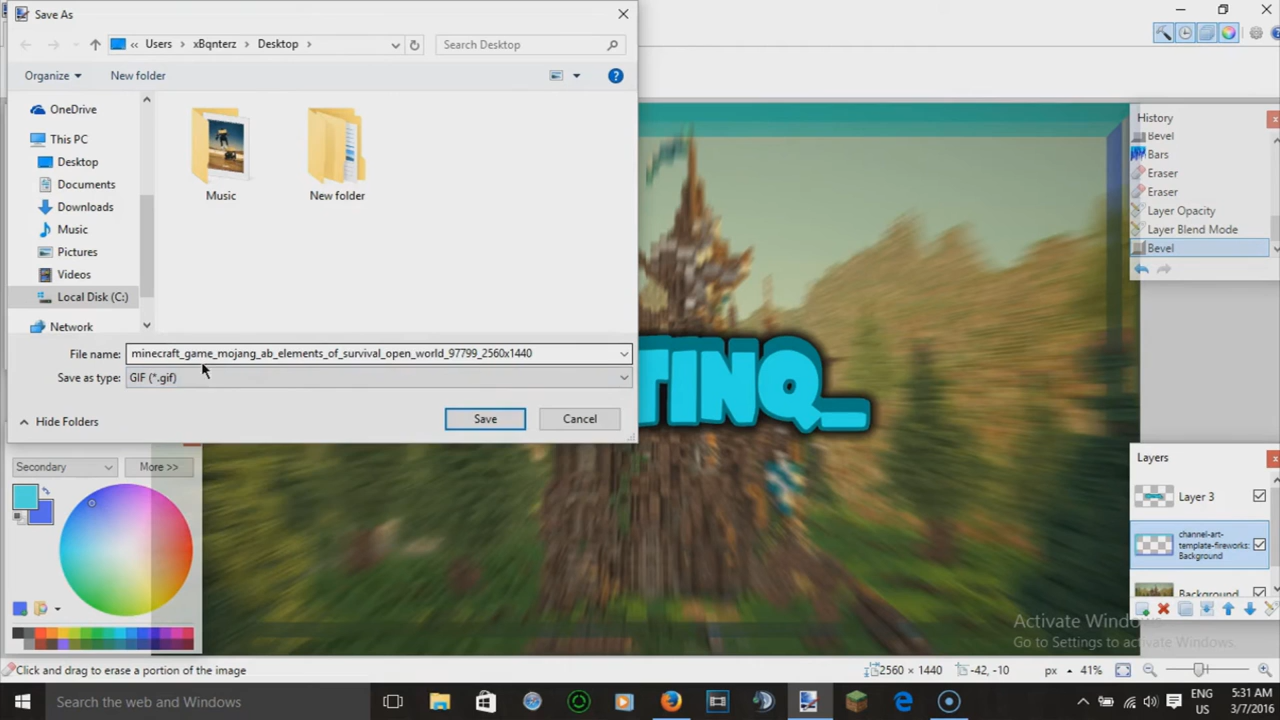 Save As
Users
xBqnterz
Desktop
Search Desktop
Organize
New folder
OneDrive
This PC
Desktop
Documents
Downloads
Music
Pictures
Videos
Local Disk (C:)
Network
Music
New folder
File name:
minecraft_game_mojang_ab_elements_of_survival_open_world_97799_2560x1440
Save as type:
GIF (*.gif)
Hide Folders
Save
Cancel
History
Bevel
Bars
Eraser
Eraser
Layer Opacity
Layer Blend Mode
Bevel
TINQ_
Secondary
More >>
Layers
Layer 3
channel-art-
template-fireworks:
Background
Background
Activate Windows
Go to Settings to activate Windows.
Click and drag to erase a portion of the image
2560 × 1440
-42, -10
px
41%
Search the web and Windows
ENG
US
5:31 AM
3/7/2016